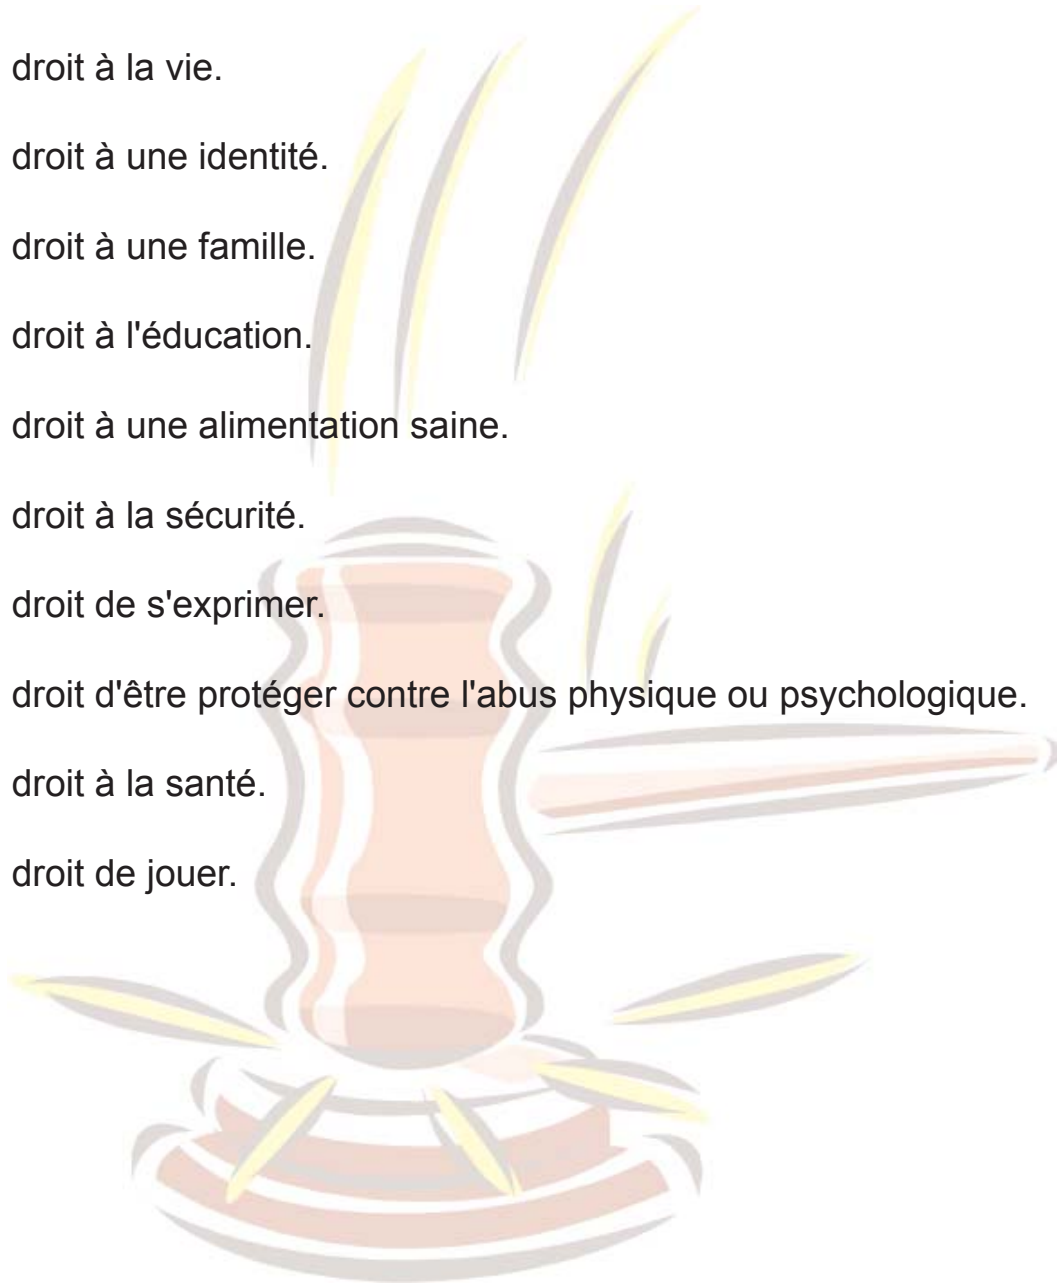 droit à la vie.
droit à une identité.
droit à une famille.
droit à l'éducation.
droit à une alimentation saine.
droit à la sécurité.
droit de s'exprimer.
droit d'être protéger contre l'abus physique ou psychologique.
droit à la santé.
droit de jouer.